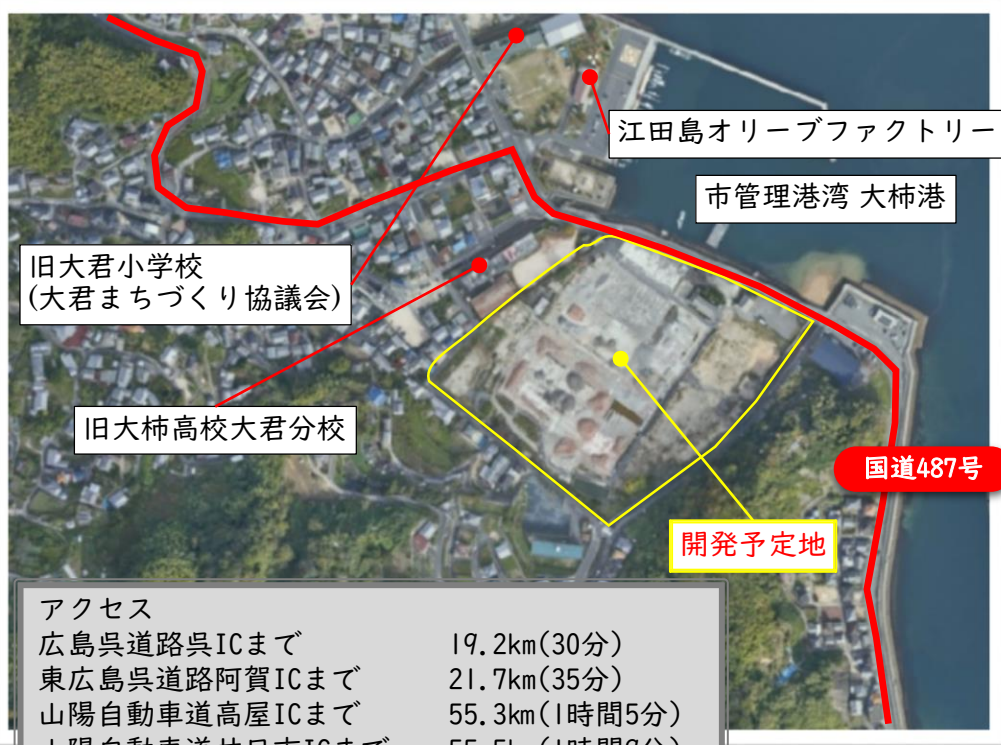 江田島オリーブファクトリー
市管理港湾 大柿港
旧大君小学校
(大君まちづくり協議会)
旧大柿高校大君分校
国道487号
開発予定地
アクセス
広島呉道路呉ICまで 19.2km(30分)
東広島呉道路阿賀ICまで 21.7km(35分)
山陽自動車道高屋ICまで 55.3km(1時間5分)